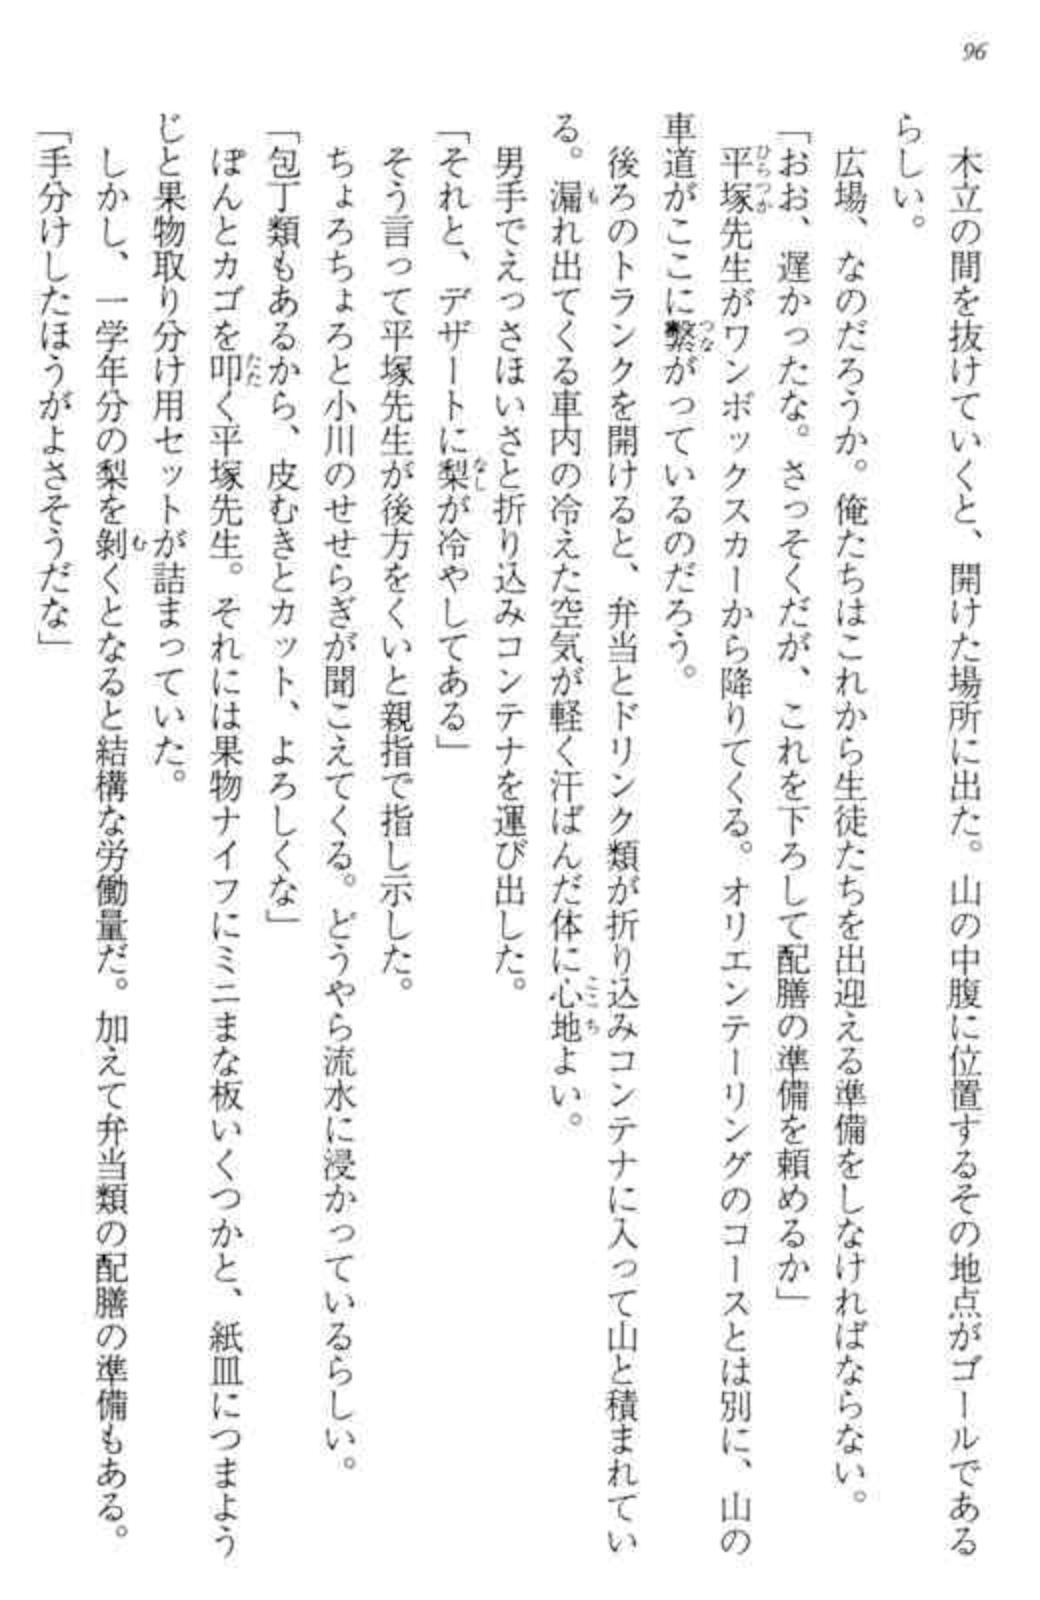 96
木立の間を抜けていくと、開けた場所に出た。山の中腹に位置するその地点がゴールである
らしい。
広場、なのだろうか。俺たちはこれから生徒たちを出迎える準備をしなければならない。
「おお、遅かったな。さっそくだが、これを下ろして配膳の準備を頼めるか」
平塚先生がワンボックスカーから降りてくる。オリエンテーリングのコースとは別に、山の
車道がここに繋がっているのだろう。
後ろのトランクを開けると、弁当とドリンク類が折り込みコンテナに入って山と積まれてい
る。漏れ出てくる車内の冷えた空気が軽く汗ばんだ体に心地よい。
男手でえっさほいさと折り込みコンテナを運び出した。
「それと、デザートに梨が冷やしてある」
そう言って平塚先生が後方をくいと親指で指し示した。
ちょろちょろと小川のせせらぎが聞こえてくる。どうやら流水に浸かっているらしい。
「包丁類もあるから、皮むきとカット、よろしくな」
ぽんとカゴを叩く平塚先生。それには果物ナイフにミニまな板いくつかと、紙皿につまよう
じと果物取り分け用セットが詰まっていた。
しかし、一学年分の梨を剝くとなると結構な労働量だ。加えて弁当類の配膳の準備もある。
「手分けしたほうがよさそうだな」